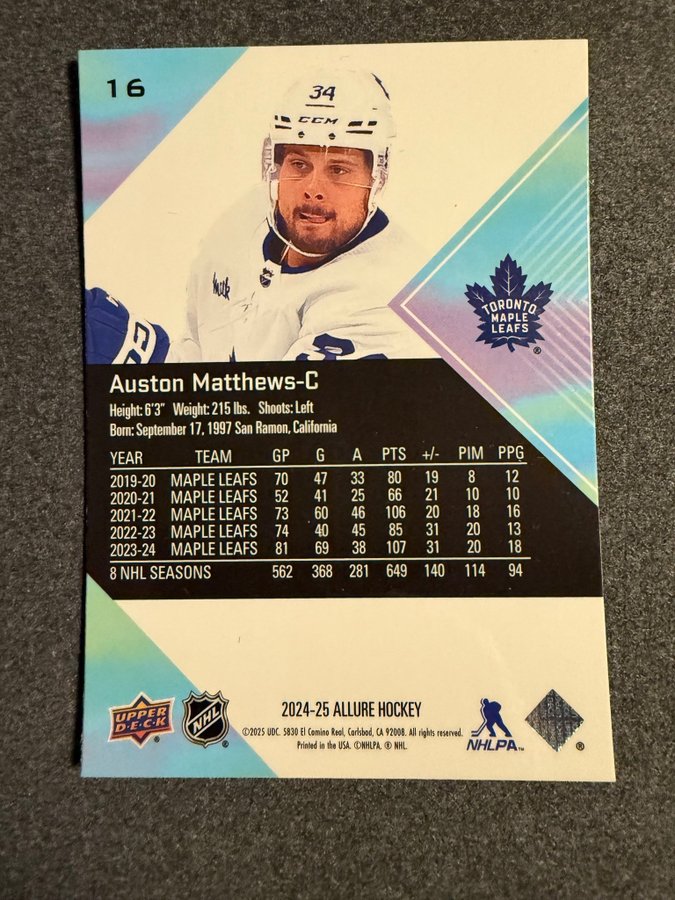 16
34
CCM
milk
TORONTO
MAPLE
LEAFS
®
Auston Matthews-C
Height: 6'3" Weight: 215 lbs. Shoots: Left
Born: September 17, 1997 San Ramon, California
YEAR TEAM GP G A PTS +/- PIM PPG
2019-20 MAPLE LEAFS 70 47 33 80 19 8 12
2020-21 MAPLE LEAFS 52 41 25 66 21 10 10
2021-22 MAPLE LEAFS 73 60 46 106 20 18 16
2022-23 MAPLE LEAFS 74 40 45 85 31 20 13
2023-24 MAPLE LEAFS 81 69 38 107 31 20 18
8 NHL SEASONS 562 368 281 649 140 114 94
UPPER
D·E·C·K
®
NHL
®
2024-25 ALLURE HOCKEY
©2025 UDC. 5830 El Camino Real, Carlsbad, CA 92008. All rights reserved.
Printed in the USA. ©NHLPA. ® NHL.
NHLPA™
®